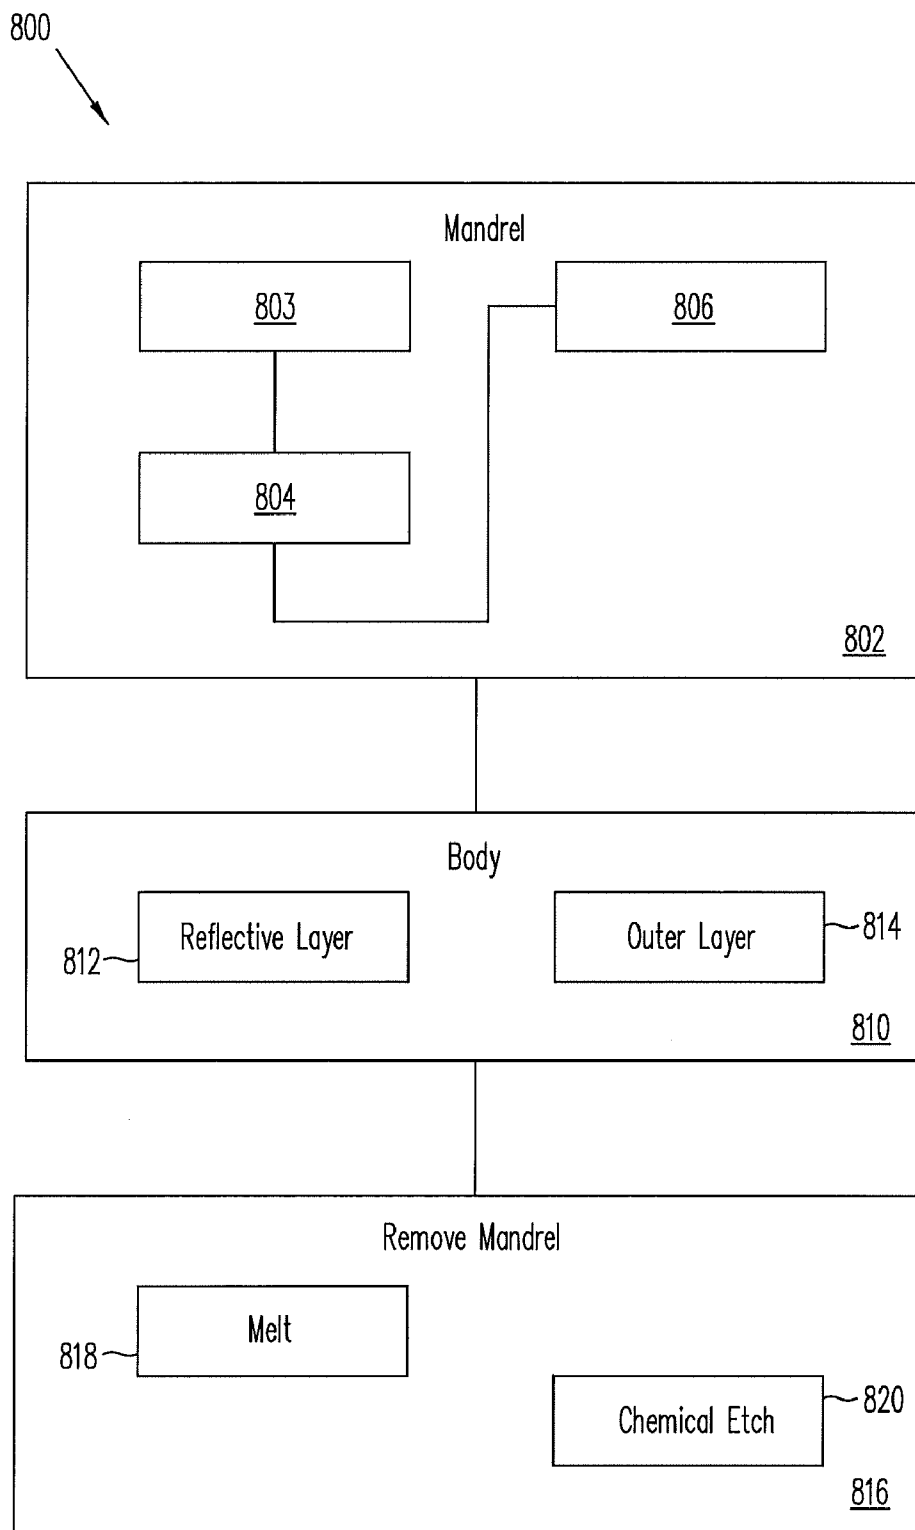 800
Mandrel
803
806
804
802
Body
Reflective Layer
Outer Layer
814
812
810
Remove Mandrel
Melt
818
820
Chemical Etch
816